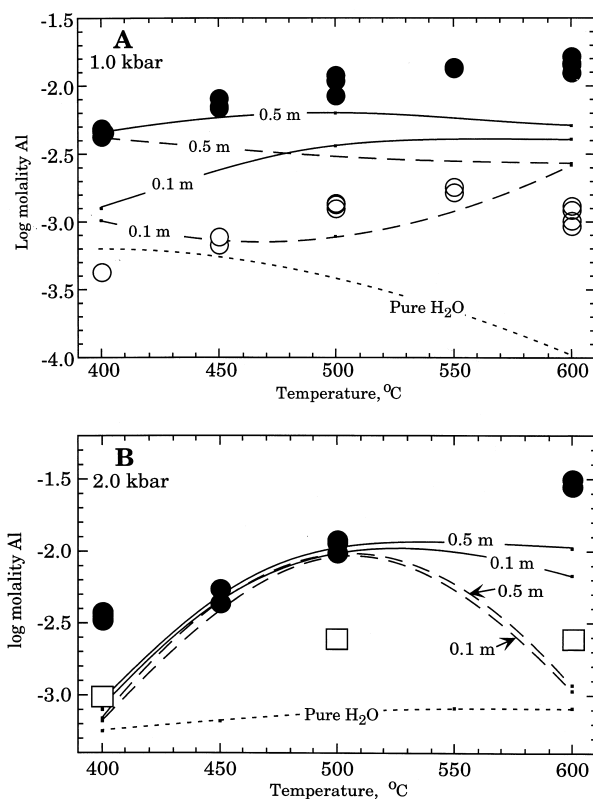 -1.5
A
1.0 kbar
-2.0
0.5 m
Log molality Al
-2.5
0.5 m
0.1 m
-3.0
0.1 m
-3.5
Pure H2O
-4.0
400 450 500 550 600
Temperature, ºC
B
2.0 kbar
-1.5
log molality Al
-2.0
0.5 m
0.1 m
0.5 m
-2.5
0.1 m
-3.0
Pure H2O
400 450 500 550 600
Temperature, ºC